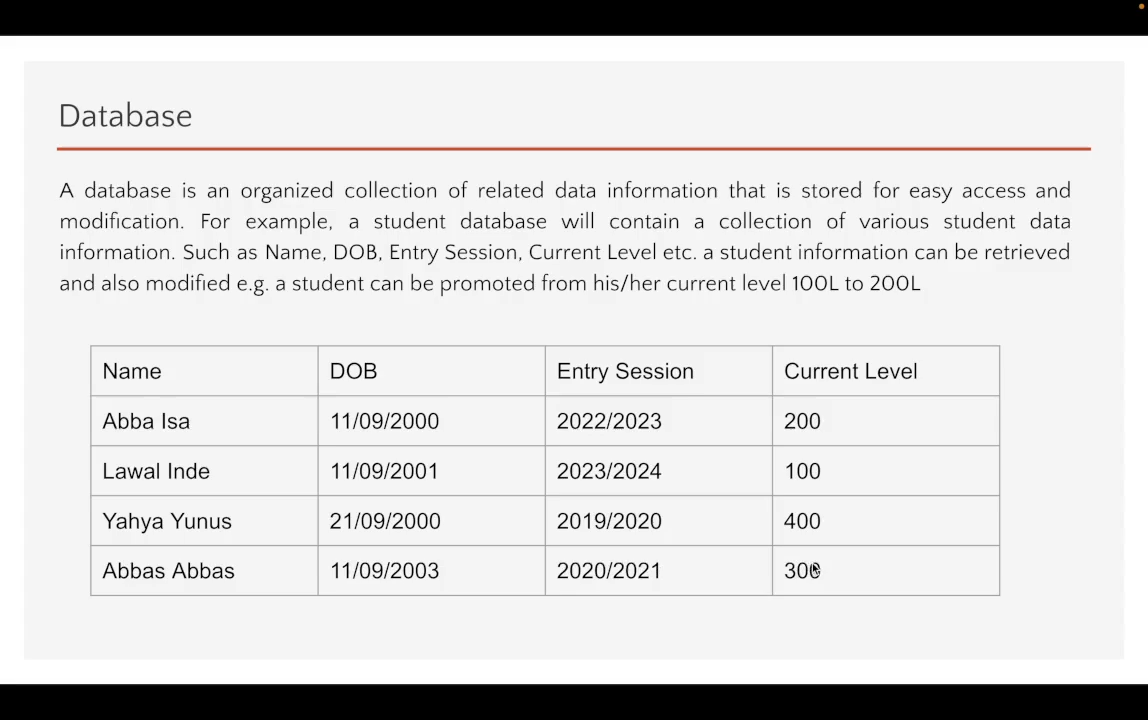 Database
A database is an organized collection of related data information that is stored for easy access and
modification. For example, a student database will contain a collection of various student data
information. Such as Name, DOB, Entry Session, Current Level etc. a student information can be retrieved
and also modified e.g. a student can be promoted from his/her current level 100L to 200L
Name DOB Entry Session Current Level
Abba Isa 11/09/2000 2022/2023 200
Lawal Inde 11/09/2001 2023/2024 100
Yahya Yunus 21/09/2000 2019/2020 400
Abbas Abbas 11/09/2003 2020/2021 300